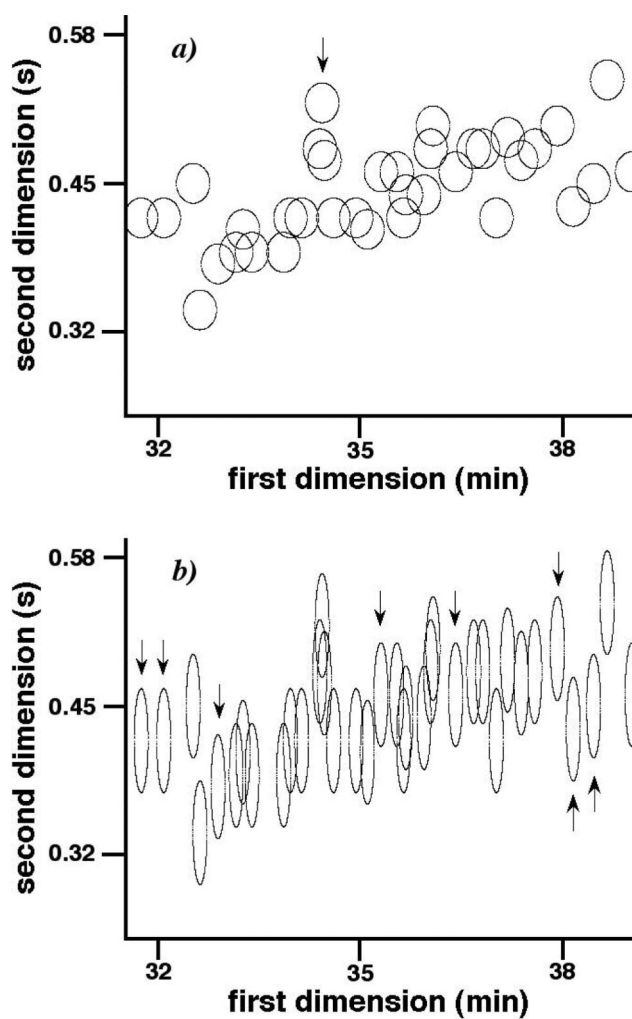 a)
0.58
0.45
0.32
second dimension (s)
32 35 38
first dimension (min)
b)
0.58
0.45
0.32
second dimension (s)
32 35 38
first dimension (min)